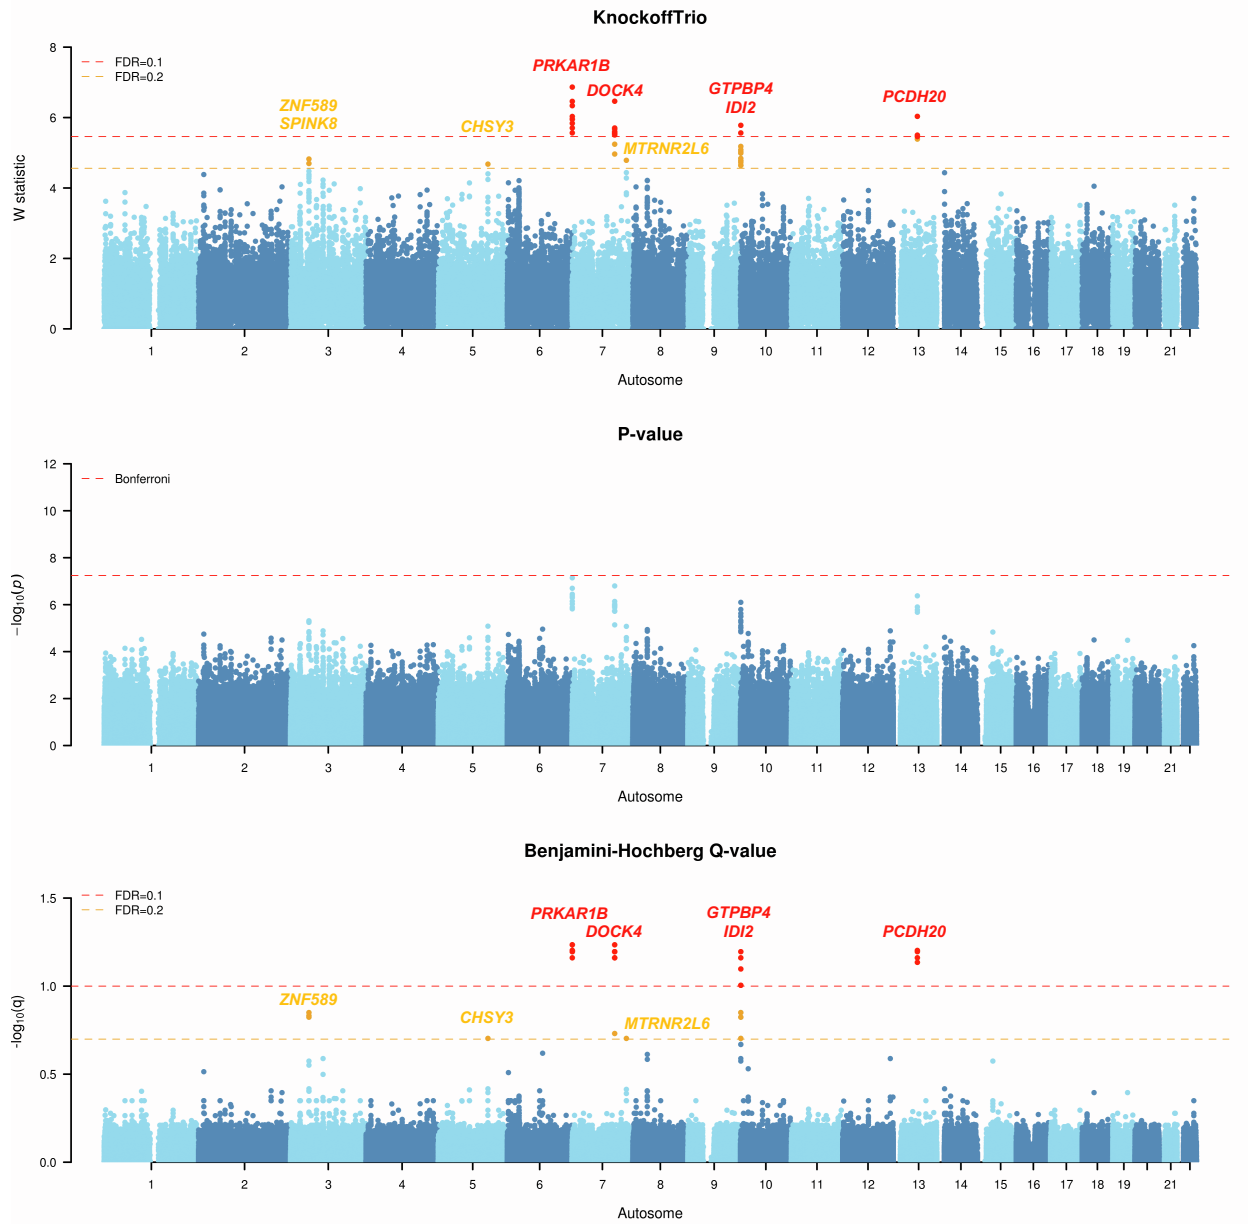 KnockoffTrio
FDR=0.1
FDR=0.2
W statistic
8
6
4
2
0
ZNF589
SPINK8
CHSY3
PRKAR1B
DOCK4
MTRNR2L6
GTPBP4
IDI2
PCDH20
1 2 3 4 5 6 7 8 9 10 11 12 13 14 15 16 17 18 19 21
Autosome
P-value
Bonferroni
−log10(p)
12
10
8
6
4
2
0
1 2 3 4 5 6 7 8 9 10 11 12 13 14 15 16 17 18 19 21
Autosome
Benjamini-Hochberg Q-value
FDR=0.1
FDR=0.2
-log10(q)
1.5
1.0
0.5
0.0
ZNF589
CHSY3
PRKAR1B
DOCK4
MTRNR2L6
GTPBP4
IDI2
PCDH20
1 2 3 4 5 6 7 8 9 10 11 12 13 14 15 16 17 18 19 21
Autosome